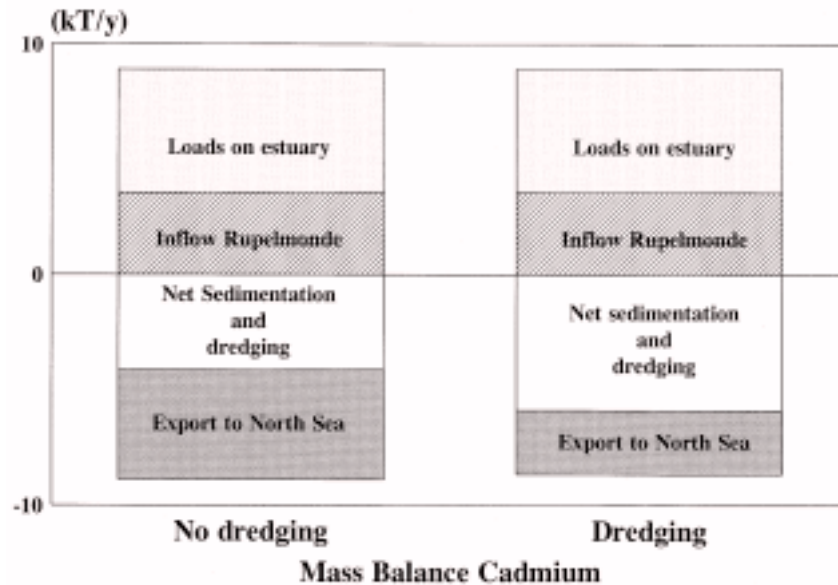 (kT/y)
10
Loads on estuary
Loads on estuary
Inflow Rupelmonde
Inflow Rupelmonde
0
Net Sedimentation
and
dredging
Net sedimentation
and
dredging
Export to North Sea
Export to North Sea
-10
No dredging
Dredging
Mass Balance Cadmium